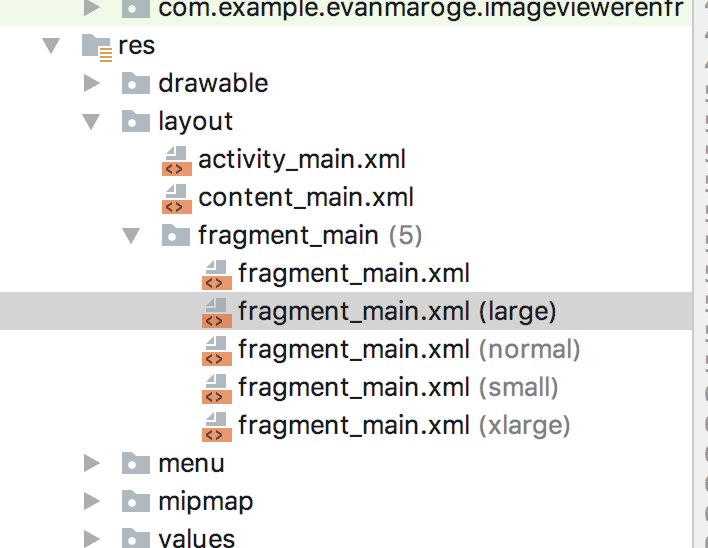 com.example.evanmaroge.imageviewerenfr
res
drawable
layout
activity_main.xml
content_main.xml
fragment_main (5)
fragment_main.xml
fragment_main.xml (large)
fragment_main.xml (normal)
fragment_main.xml (small)
fragment_main.xml (xlarge)
menu
mipmap
values